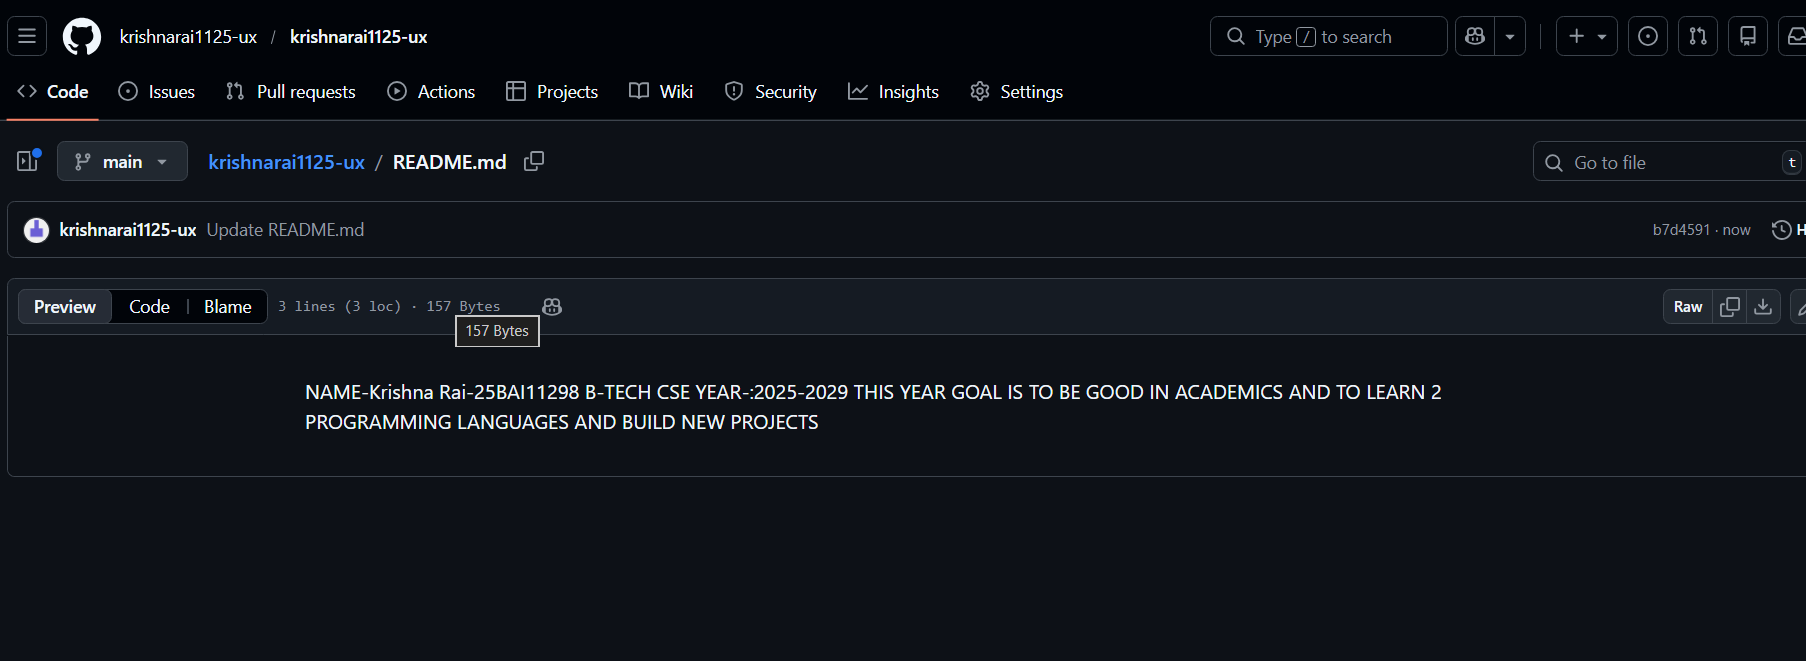 krishnarai1125-ux / krishnarai1125-ux Type / to search
Code Issues Pull requests Actions Projects Wiki Security Insights Settings
main krishnarai1125-ux / README.md Go to file t
krishnarai1125-ux Update README.md b7d4591 · now H
Preview Code Blame 3 lines (3 loc) · 157 Bytes Raw
157 Bytes
NAME-Krishna Rai-25BAI11298 B-TECH CSE YEAR-:2025-2029 THIS YEAR GOAL IS TO BE GOOD IN ACADEMICS AND TO LEARN 2
PROGRAMMING LANGUAGES AND BUILD NEW PROJECTS